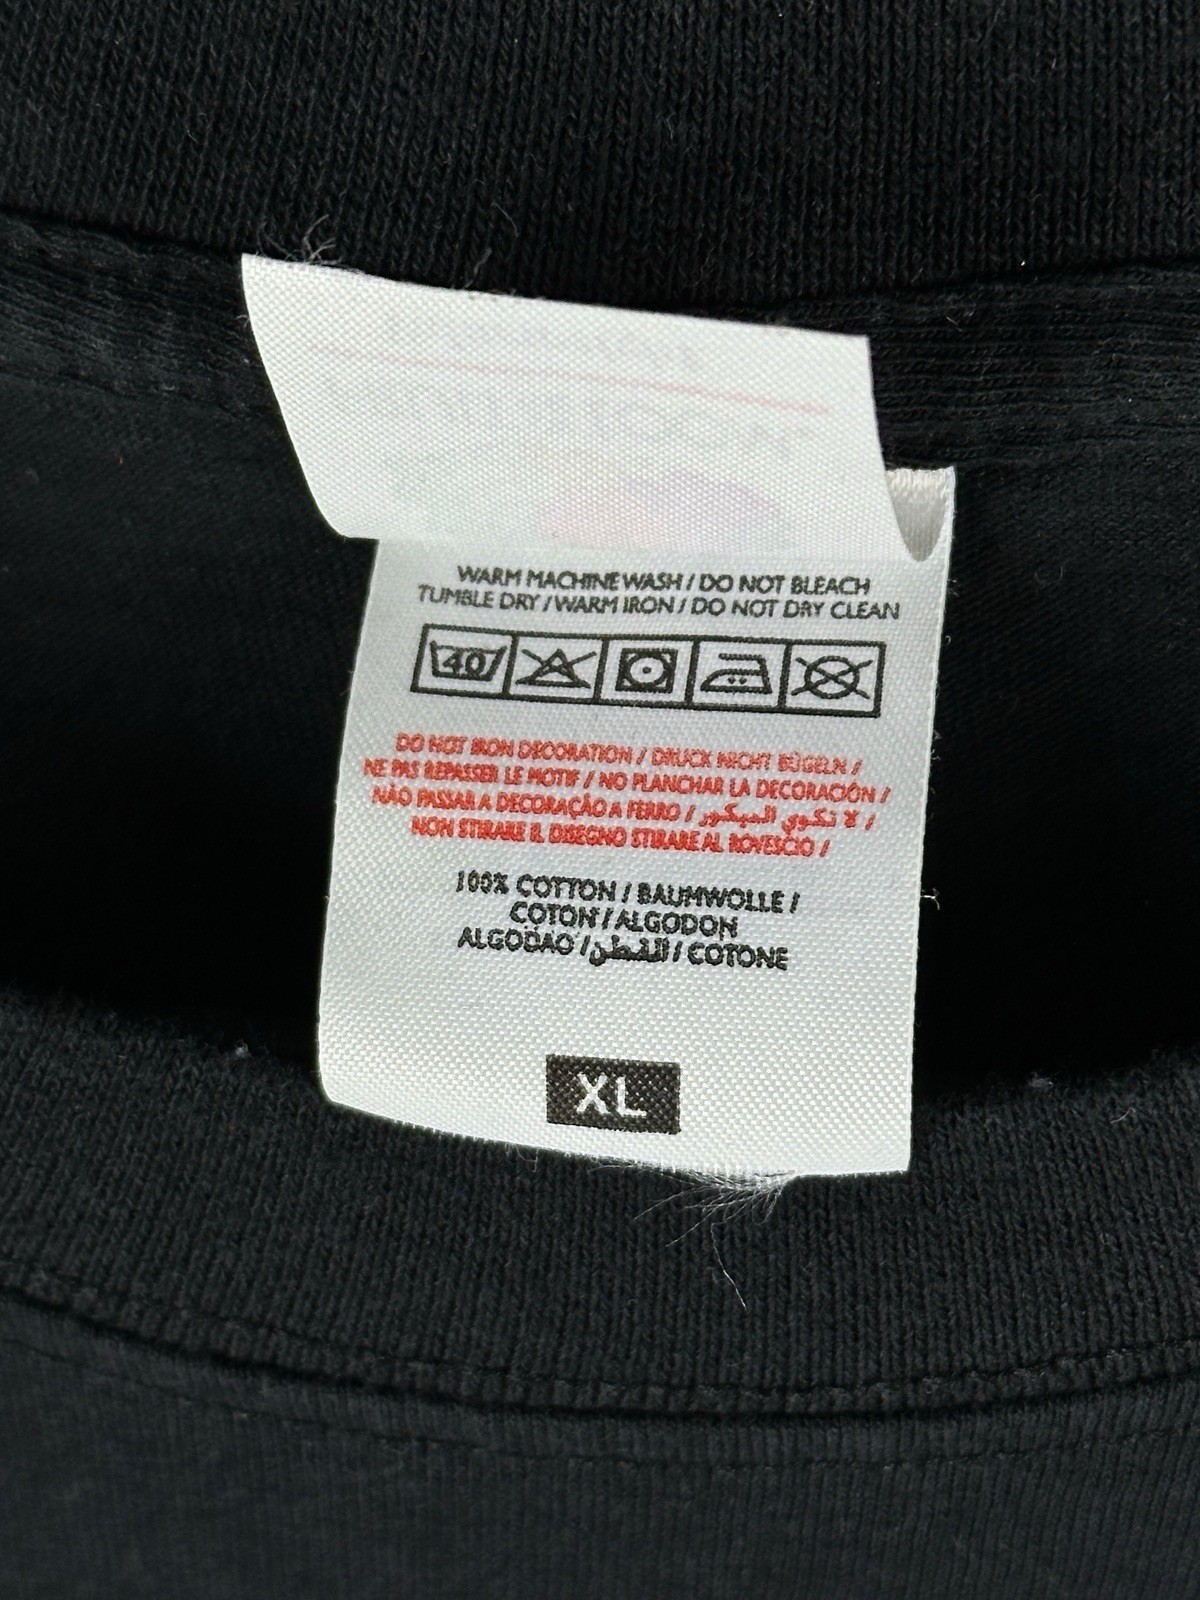 WARM MACHINE WASH / DO NOT BLEACH
TUMBLE DRY / WARM IRON / DO NOT DRY CLEAN
40
DO NOT IRON DECORATION / DRUCK NICHT BÜGELN /
NE PAS REPASSER LE MOTIF / NO PLANCHAR LA DECORACIÓN /
NÃO PASSAR A DECORAÇÃO A FERRO / لا تكوي الديكور /
NON STIRARE IL DISEGNO STIRARE AL ROVESCIO /
100% COTTON / BAUMWOLLE /
COTON / ALGODON
ALGODAO / القطن / COTONE
XL